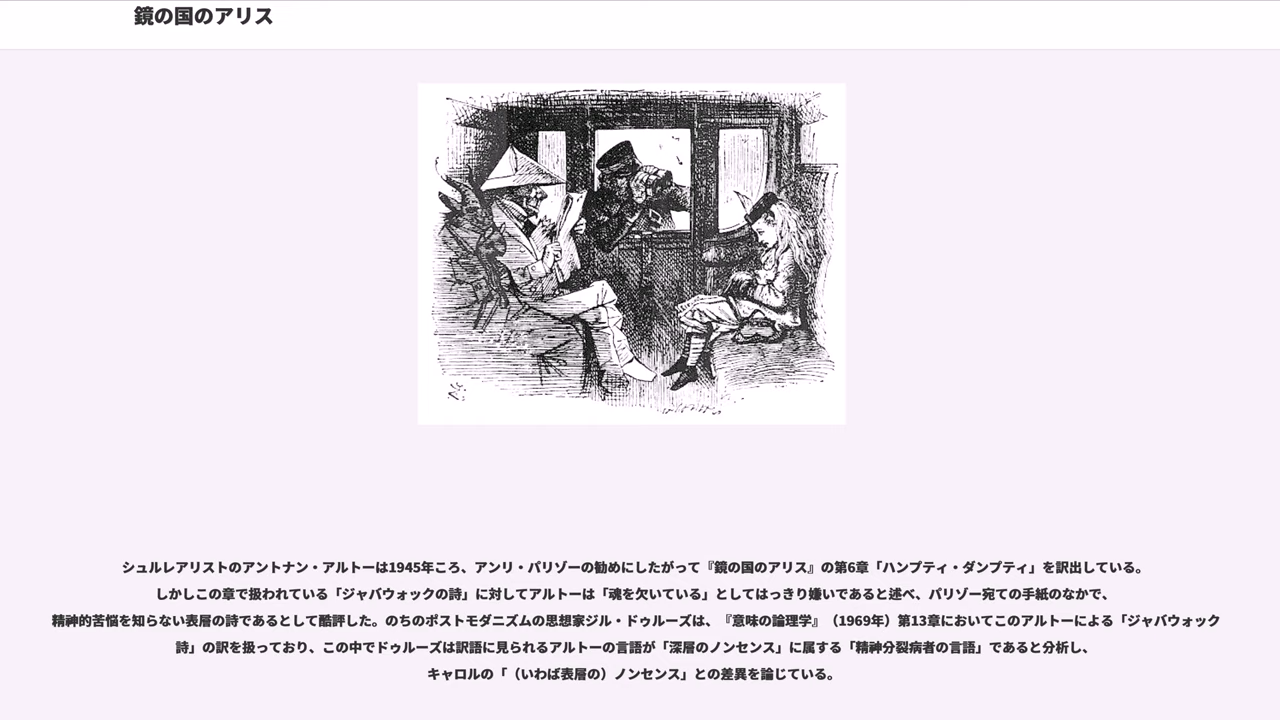 鏡の国のアリス
シュルレアリストのアントナン・アルトーは1945年ころ、アンリ・パリゾーの勧めにしたがって『鏡の国のアリス』の第6章「ハンプティ・ダンプティ」を訳出している。
しかしこの章で扱われている「ジャバウォックの詩」に対してアルトーは「魂を欠いている」としてはっきり嫌いであると述べ、パリゾー宛ての手紙のなかで、
精神的苦悩を知らない表層の詩であるとして酷評した。のちのポストモダニズムの思想家ジル・ドゥルーズは、『意味の論理学』（1969年）第13章においてこのアルトーによる「ジャバウォック
詩」の訳を扱っており、この中でドゥルーズは訳語に見られるアルトーの言語が「深層のノンセンス」に属する「精神分裂病者の言語」であると分析し、
キャロルの「（いわば表層の）ノンセンス」との差異を論じている。